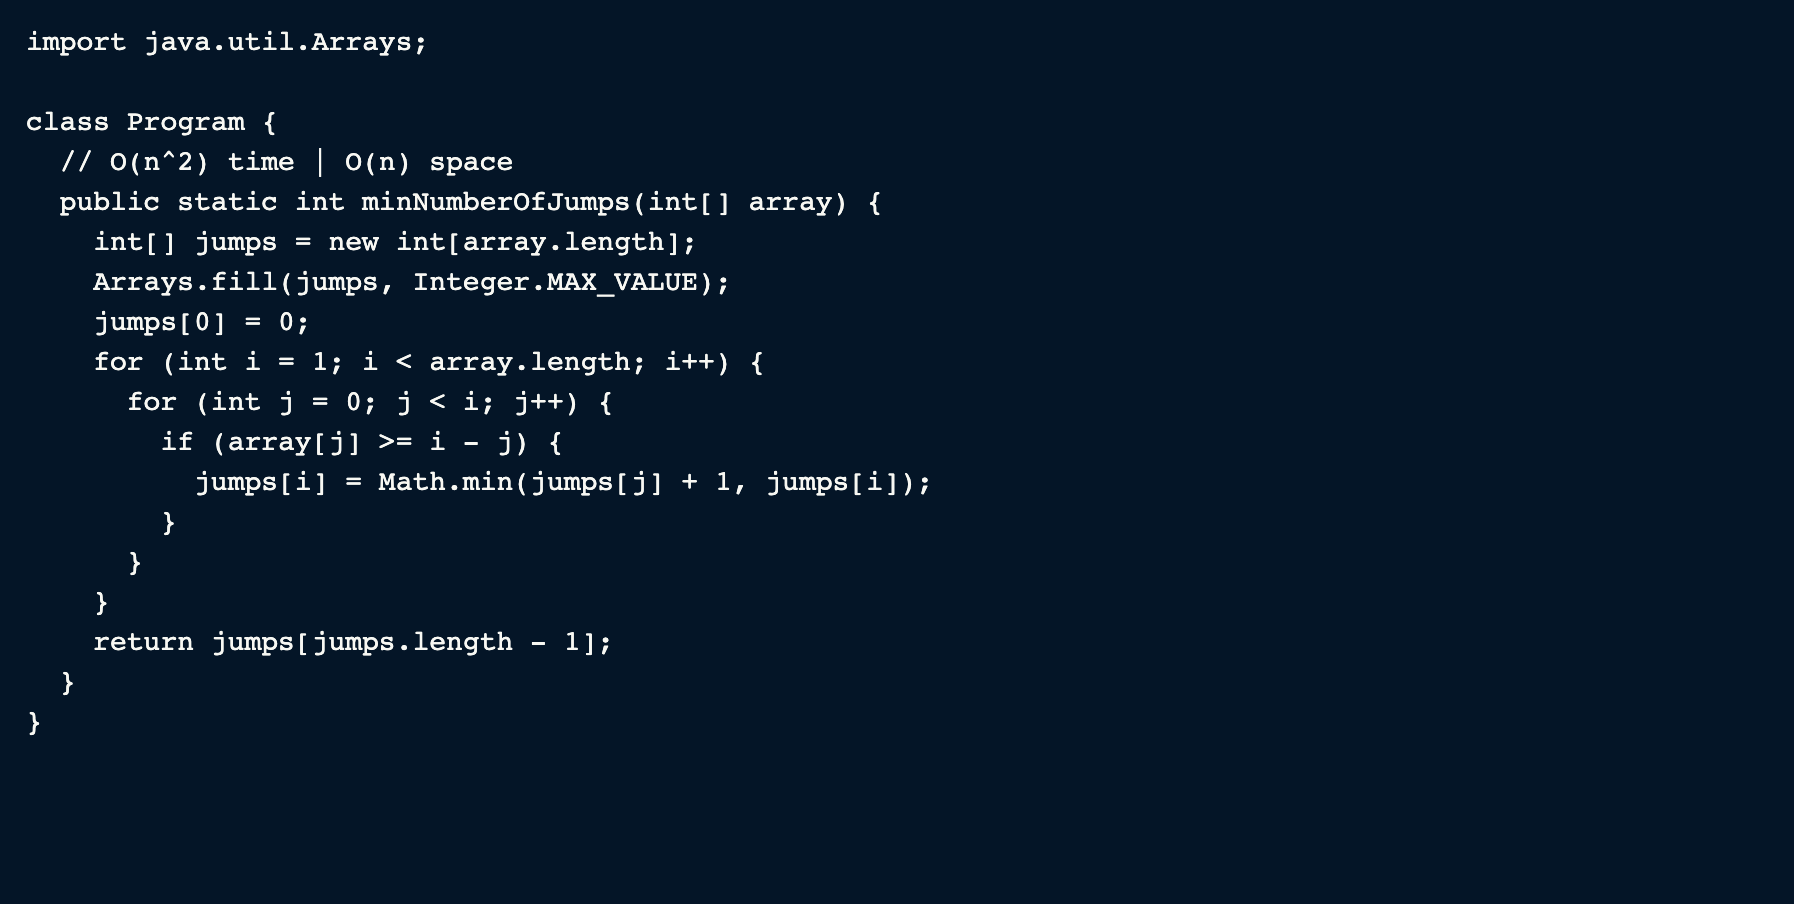 import java.util.Arrays;

class Program {
  // O(n^2) time | O(n) space
  public static int minNumberOfJumps(int[] array) {
    int[] jumps = new int[array.length];
    Arrays.fill(jumps, Integer.MAX_VALUE);
    jumps[0] = 0;
    for (int i = 1; i < array.length; i++) {
      for (int j = 0; j < i; j++) {
        if (array[j] >= i - j) {
          jumps[i] = Math.min(jumps[j] + 1, jumps[i]);
        }
      }
    }
    return jumps[jumps.length - 1];
  }
}